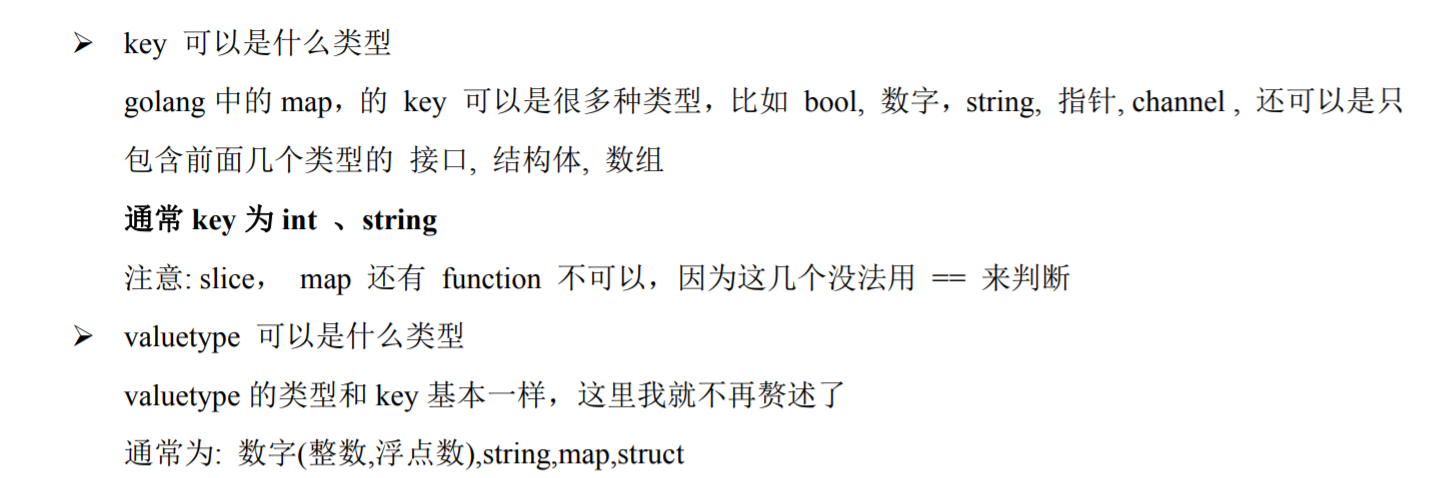 ➢ key 可以是什么类型
golang 中的 map，的 key 可以是很多种类型，比如 bool, 数字，string, 指针, channel , 还可以是只
包含前面几个类型的 接口, 结构体, 数组
通常 key 为 int 、string
注意: slice， map 还有 function 不可以，因为这几个没法用 == 来判断
➢ valuetype 可以是什么类型
valuetype 的类型和 key 基本一样，这里我就不再赘述了
通常为: 数字(整数,浮点数),string,map,struct